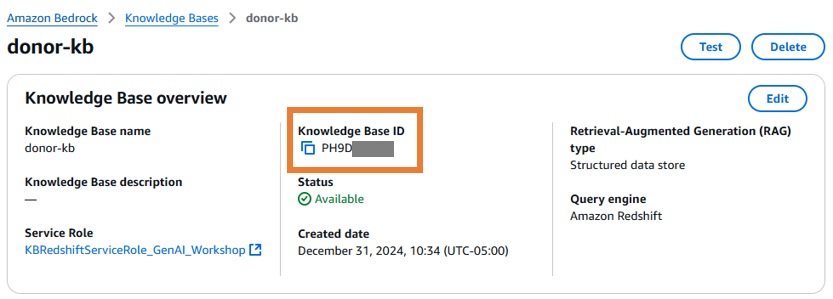 Amazon Bedrock > Knowledge Bases > donor-kb
donor-kb
Test
Delete
Knowledge Base overview
Edit
Knowledge Base name
donor-kb
Knowledge Base description
—
Service Role
KBRedshiftServiceRole_GenAI_Workshop
Knowledge Base ID
PH9D
Status
Available
Created date
December 31, 2024, 10:34 (UTC-05:00)
Retrieval-Augmented Generation (RAG)
type
Structured data store
Query engine
Amazon Redshift